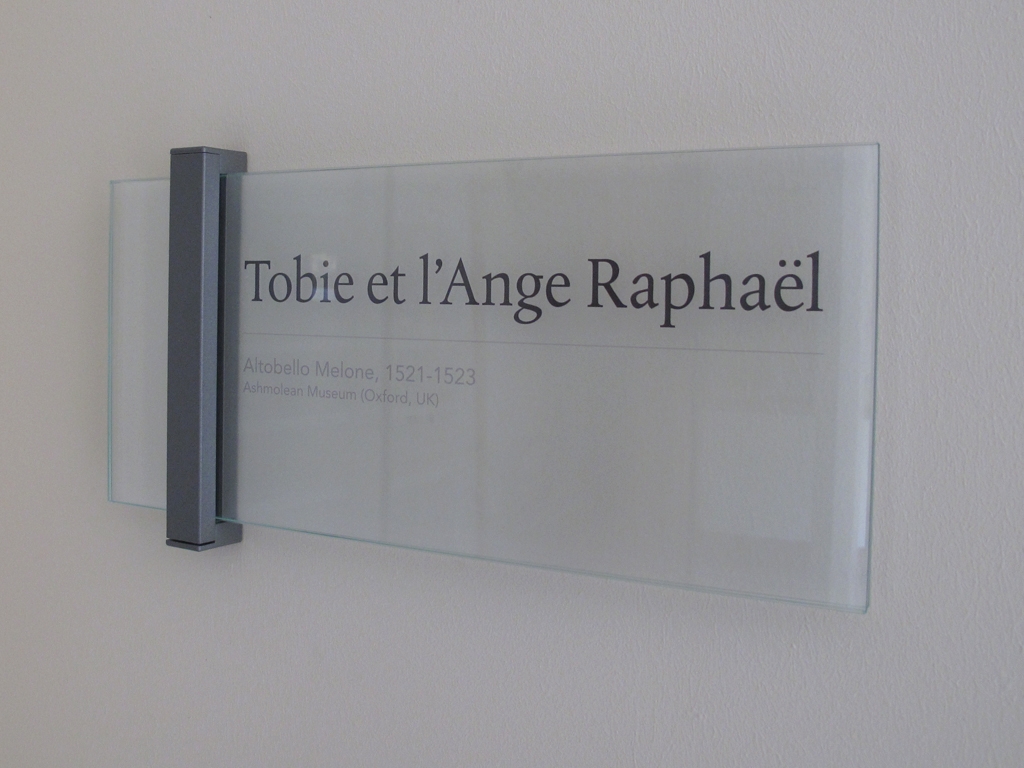 Tobie et l'Ange Raphaël
Altobello Melone, 1521-1523
Ashmolean Museum (Oxford, UK)